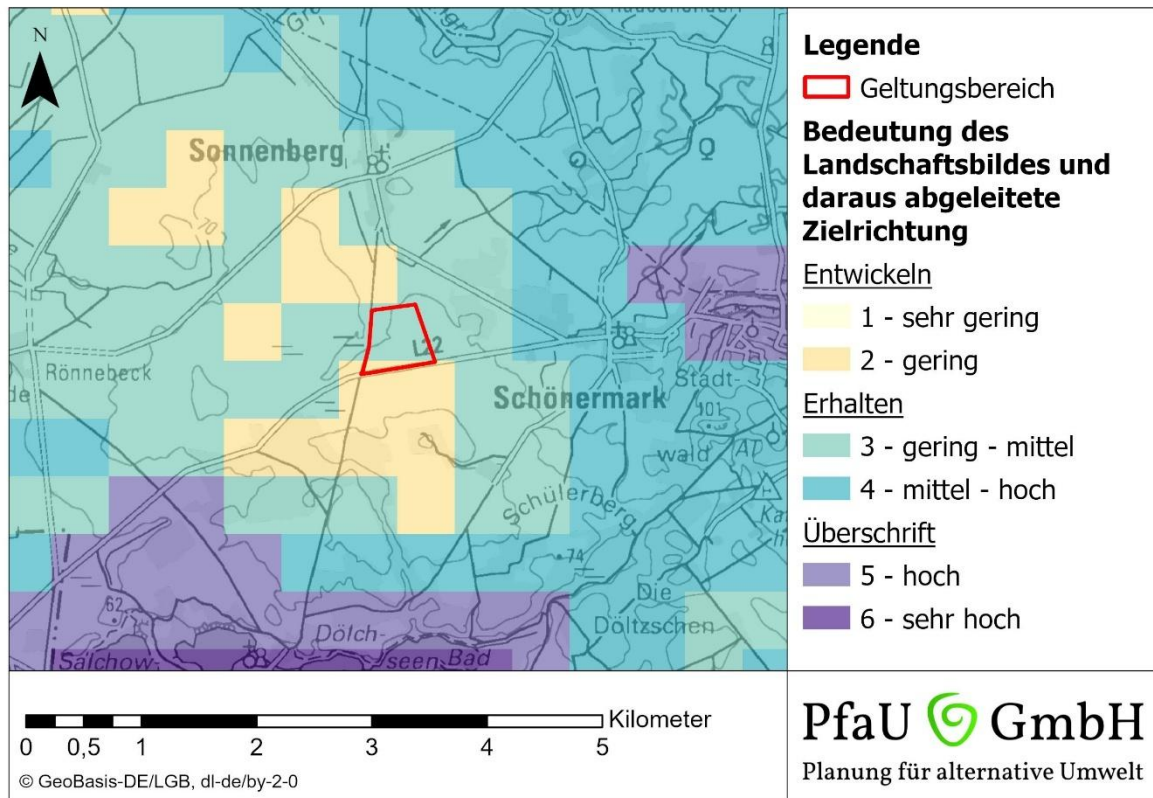 N
Sonnenberg
70
L22
Rönnebeck
Schönermark
Stadt-
101
wald
Schülerberg
74
Die
Döltzschen
62
Dölch-
Salchow-
seen
Bad
Legende
Geltungsbereich
Bedeutung des
Landschaftsbildes und
daraus abgeleitete
Zielrichtung
Entwickeln
1 - sehr gering
2 - gering
Erhalten
3 - gering - mittel
4 - mittel - hoch
Überschrift
5 - hoch
6 - sehr hoch
Kilometer
0 0,5 1 2 3 4 5
© GeoBasis-DE/LGB, dl-de/by-2-0
PfaU GmbH
Planung für alternative Umwelt